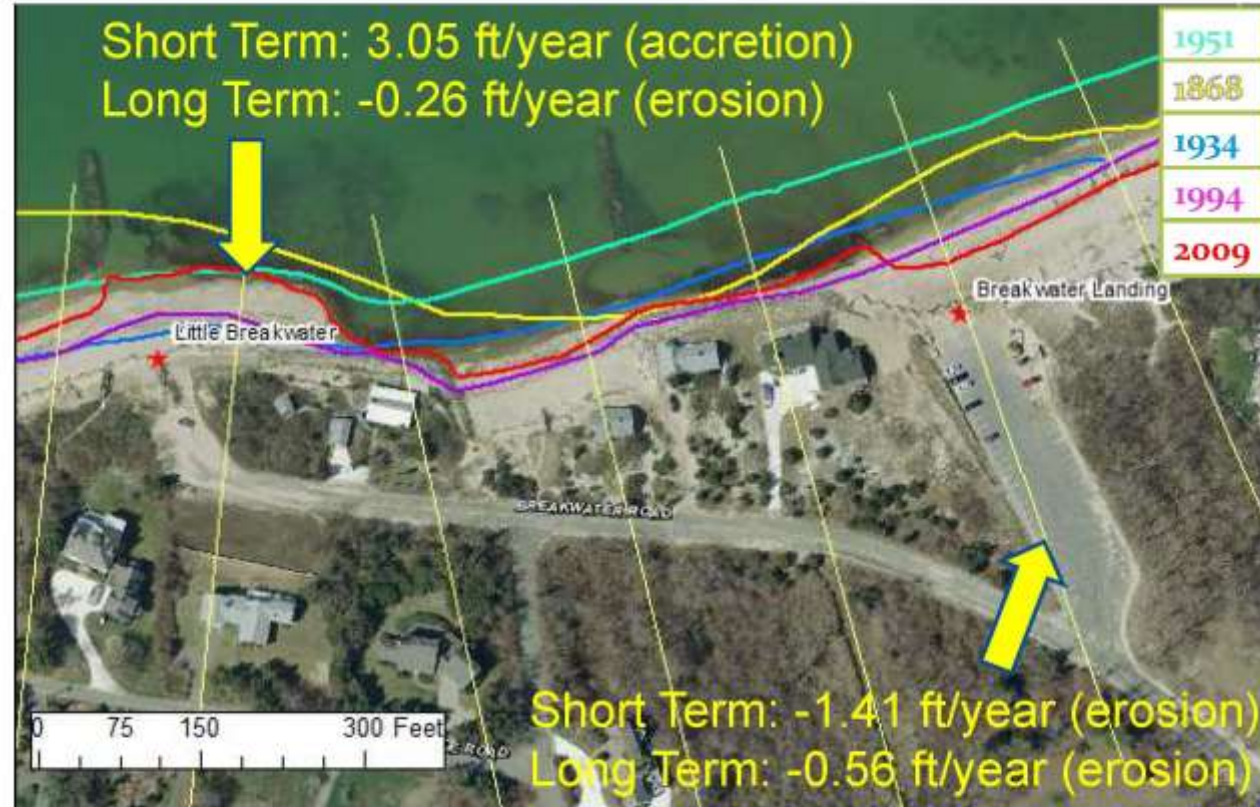 Short Term: 3.05 ft/year (accretion)
Long Term: -0.26 ft/year (erosion)
1951
1868
1934
1994
2009
Breakwater Landing
Little Breakwater
BREAKWATER ROAD
0 75 150 300 Feet
ROAD
Short Term: -1.41 ft/year (erosion)
Long Term: -0.56 ft/year (erosion)